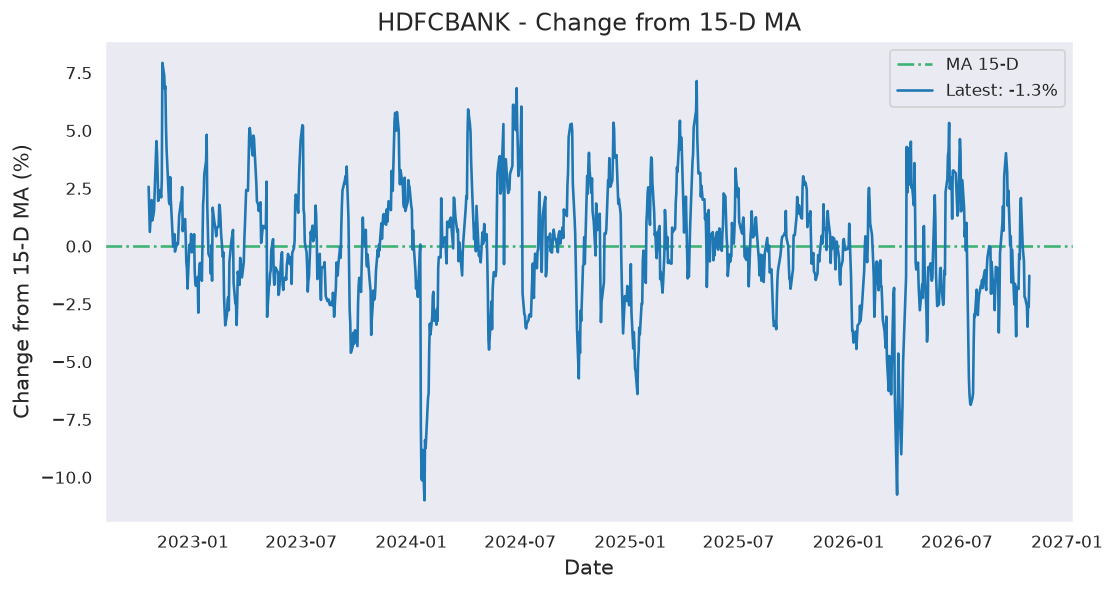 HDFCBANK - Change from 15-D MA
MA 15-D
Latest: -1.3%
Change from 15-D MA (%)
7.5
5.0
2.5
0.0
−2.5
−5.0
−7.5
−10.0
2023-01 2023-07 2024-01 2024-07 2025-01 2025-07 2026-01 2026-07 2027-01
Date